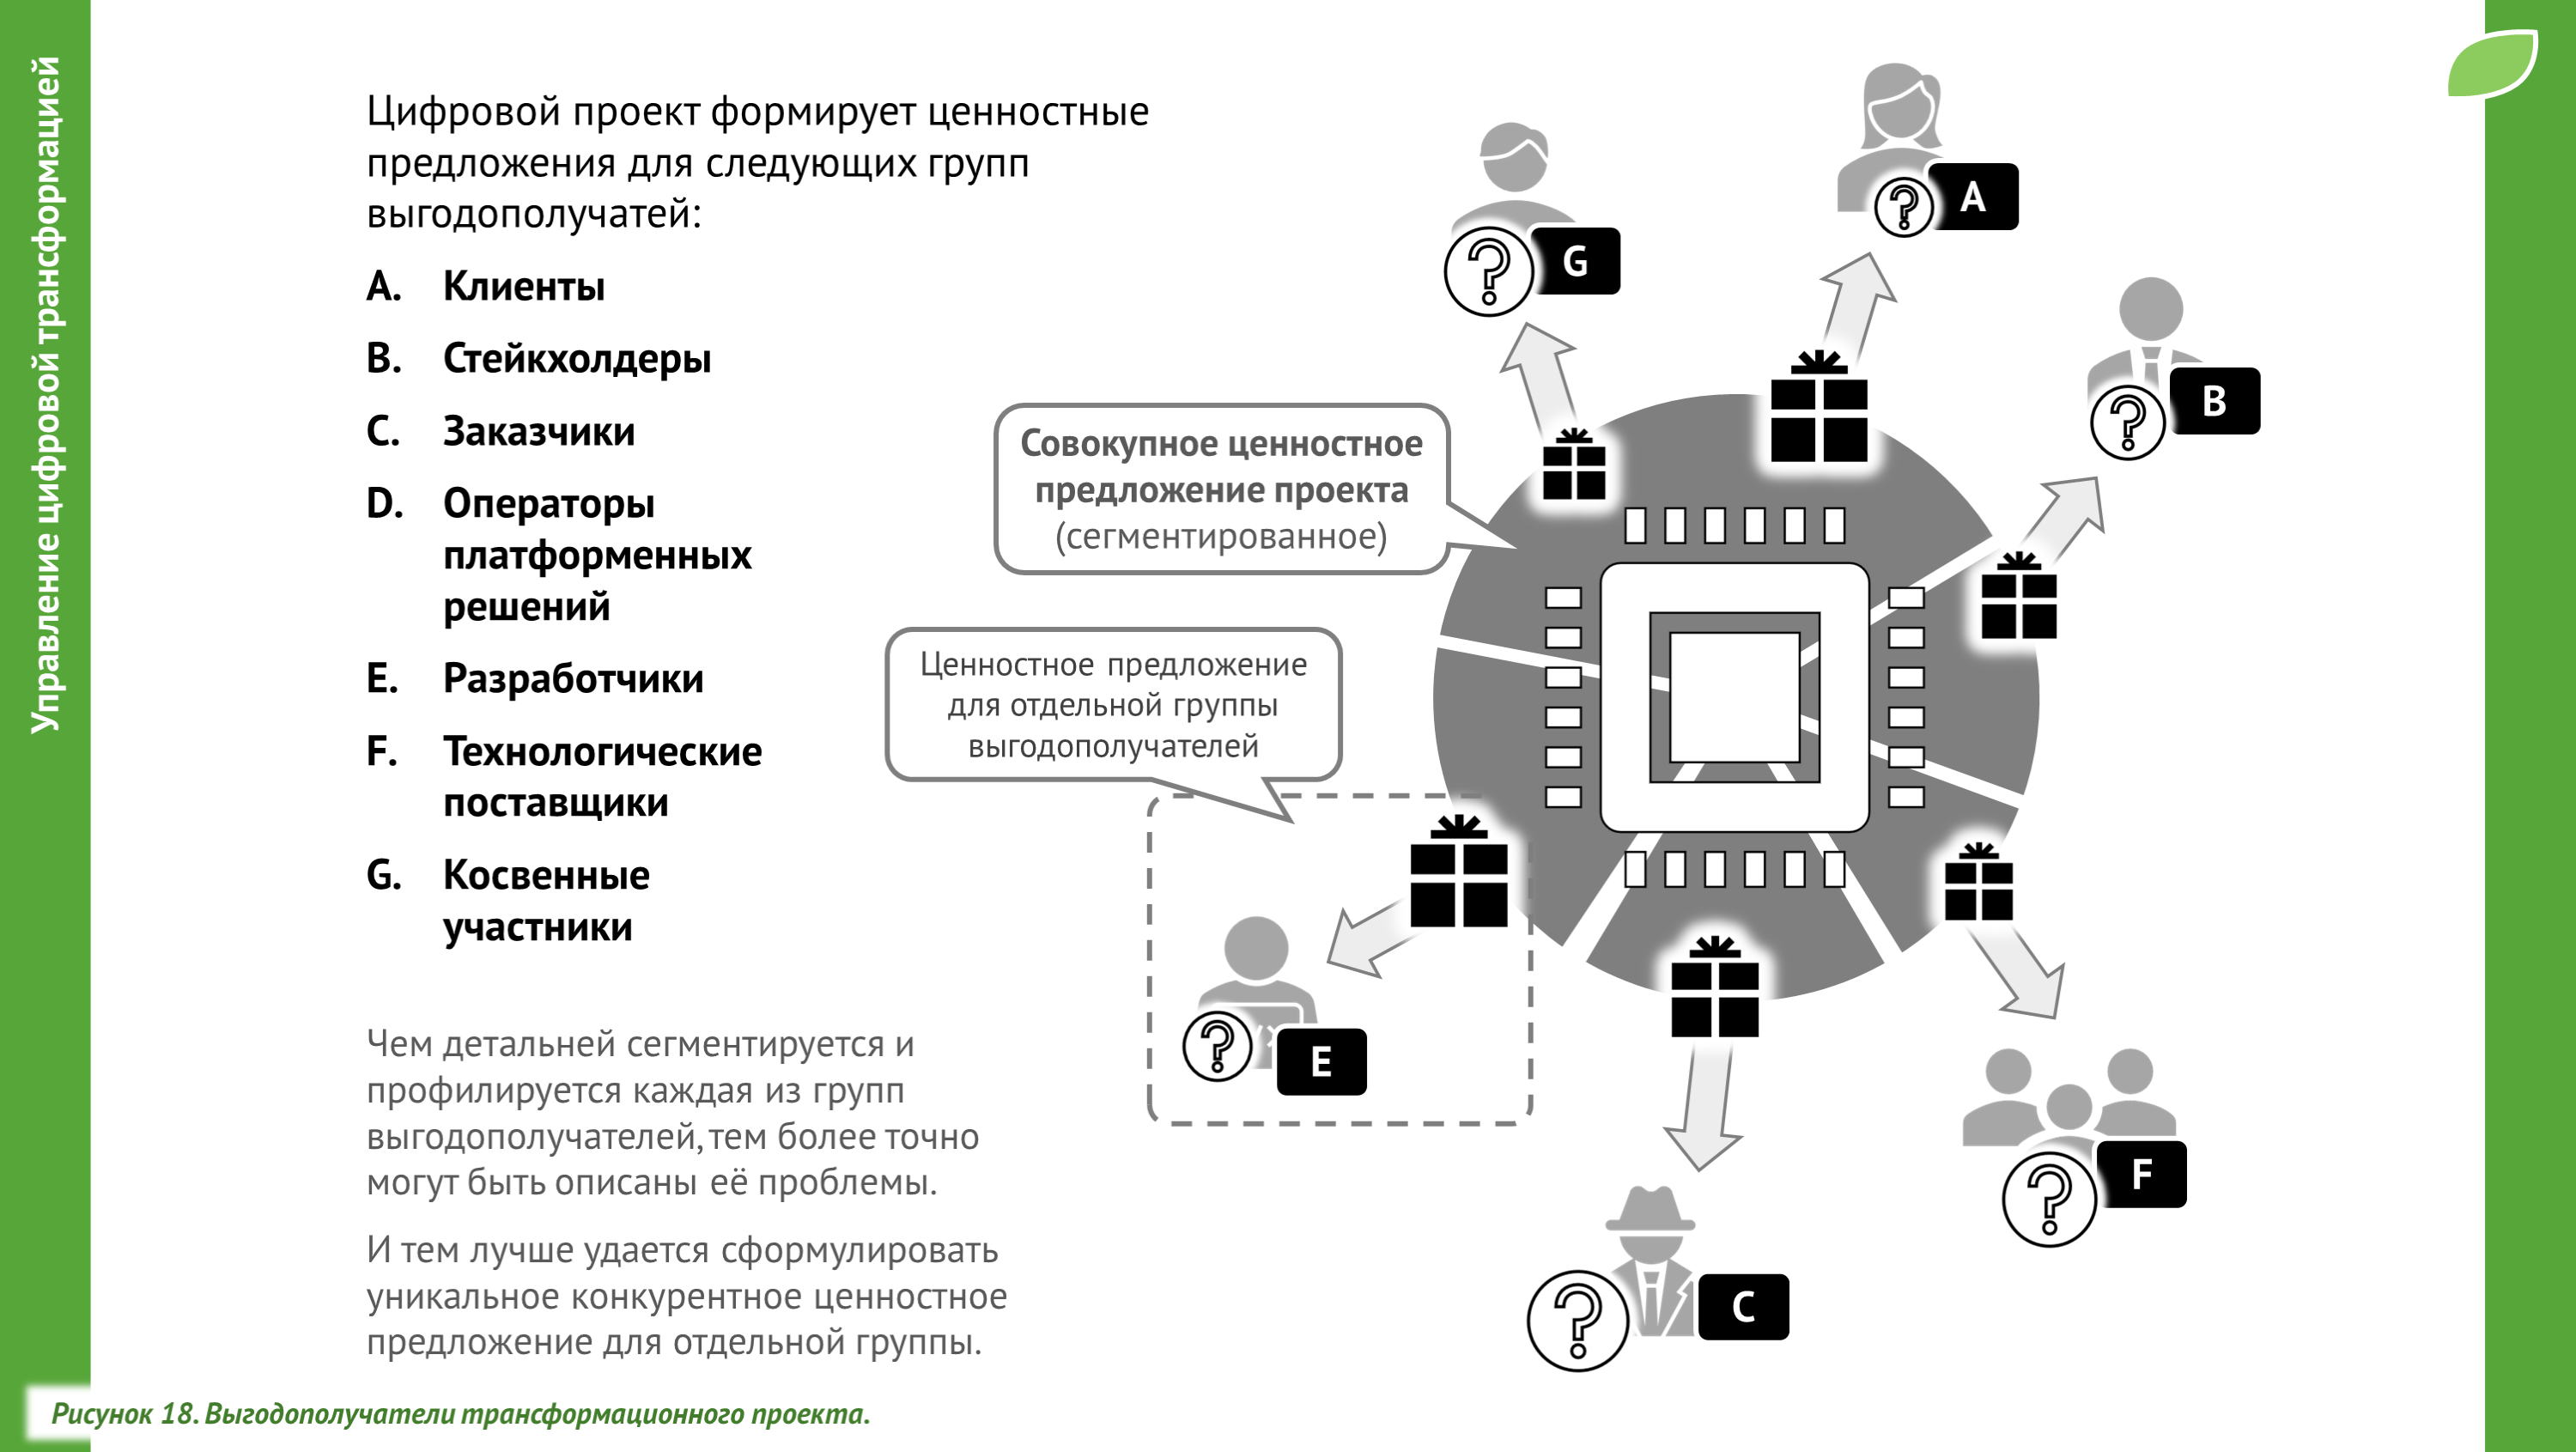 Управление цифровой трансформацией
Цифровой проект формирует ценностные
предложения для следующих групп
выгодополучатей:
A. Клиенты
B. Стейкхолдеры
C. Заказчики
D. Операторы
платформенных
решений
E. Разработчики
F. Технологические
поставщики
G. Косвенные
участники
Чем детальней сегментируется и
профилируется каждая из групп
выгодополучателей, тем более точно
могут быть описаны её проблемы.
И тем лучше удается сформулировать
уникальное конкурентное ценностное
предложение для отдельной группы.
Совокупное ценностное
предложение проекта
(сегментированное)
Ценностное предложение
для отдельной группы
выгодополучателей
? A
? G
? B
? E
? F
? C
Рисунок 18. Выгодополучатели трансформационного проекта.